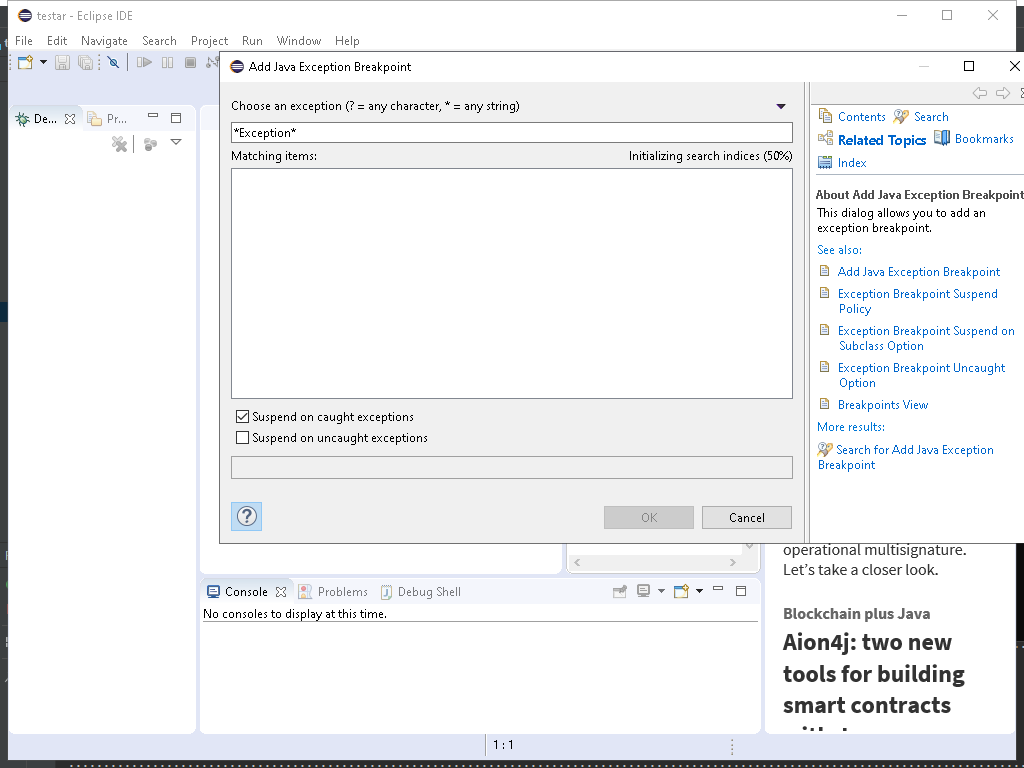 testar - Eclipse IDE
File Edit Navigate Search Project Run Window Help
Add Java Exception Breakpoint
Choose an exception (? = any character, * = any string)
*Exception*
Matching items: Initializing search indices (50%)
Suspend on caught exceptions
Suspend on uncaught exceptions
OK Cancel
De... Pr...
Contents Search
Related Topics Bookmarks
Index
About Add Java Exception Breakpoint
This dialog allows you to add an
exception breakpoint.
See also:
Add Java Exception Breakpoint
Exception Breakpoint Suspend
Policy
Exception Breakpoint Suspend on
Subclass Option
Exception Breakpoint Uncaught
Option
Breakpoints View
More results:
Search for Add Java Exception
Breakpoint
operational multisignature.
Let's take a closer look.
Blockchain plus Java
Aion4j: two new
tools for building
smart contracts
Console Problems Debug Shell
No consoles to display at this time.
1 : 1